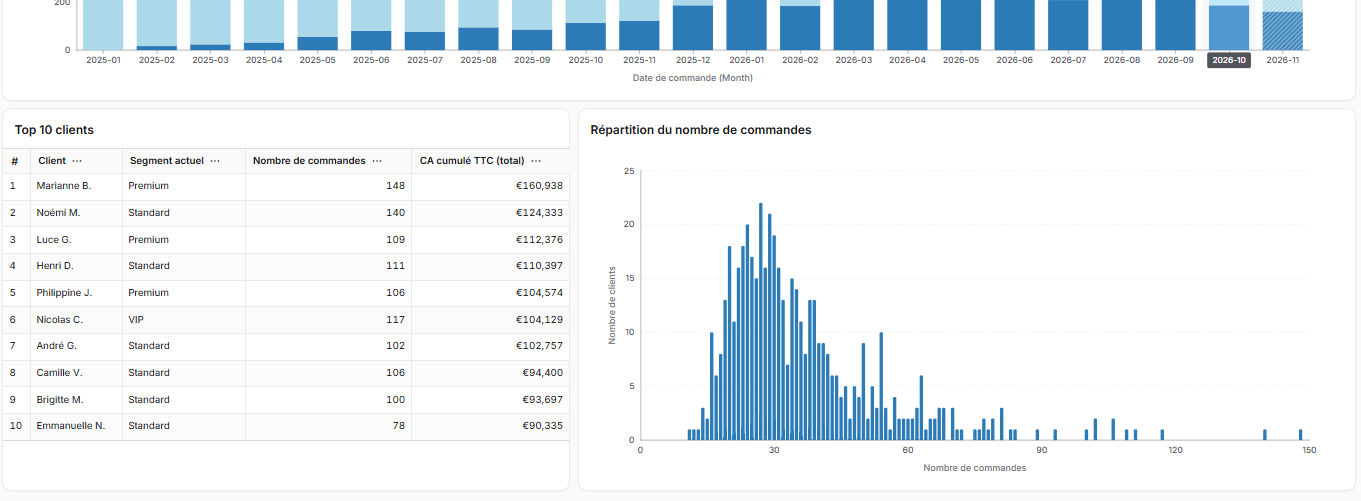 200
0
2025-01 2025-02 2025-03 2025-04 2025-05 2025-06 2025-07 2025-08 2025-09 2025-10 2025-11 2025-12 2026-01 2026-02 2026-03 2026-04 2026-05 2026-06 2026-07 2026-08 2026-09 2026-10 2026-11
Date de commande (Month)
Top 10 clients
# Client ··· Segment actuel ··· Nombre de commandes ··· CA cumulé TTC (total) ···
1 Marianne B. Premium 148 €160,938
2 Noémi M. Standard 140 €124,333
3 Luce G. Premium 109 €112,376
4 Henri D. Standard 111 €110,397
5 Philippine J. Premium 106 €104,574
6 Nicolas C. VIP 117 €104,129
7 André G. Standard 102 €102,757
8 Camille V. Standard 106 €94,400
9 Brigitte M. Standard 100 €93,697
10 Emmanuelle N. Standard 78 €90,335
Répartition du nombre de commandes
Nombre de clients
25
20
15
10
5
0
0 30 60 90 120 150
Nombre de commandes